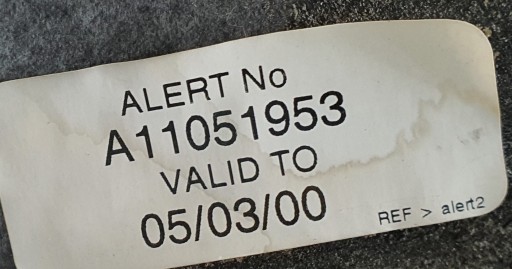 ALERT No
A11051953
VALID TO
05/03/00
REF > alert2